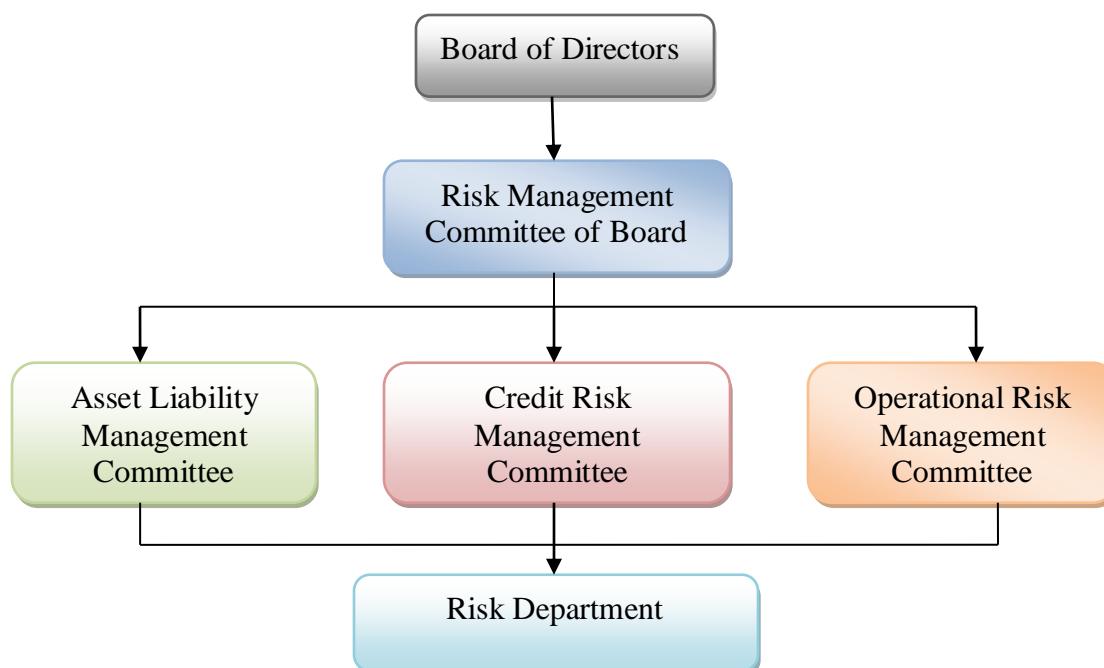 Board of Directors
Risk Management
Committee of Board
Asset Liability
Management
Committee
Credit Risk
Management
Committee
Operational Risk
Management
Committee
Risk Department